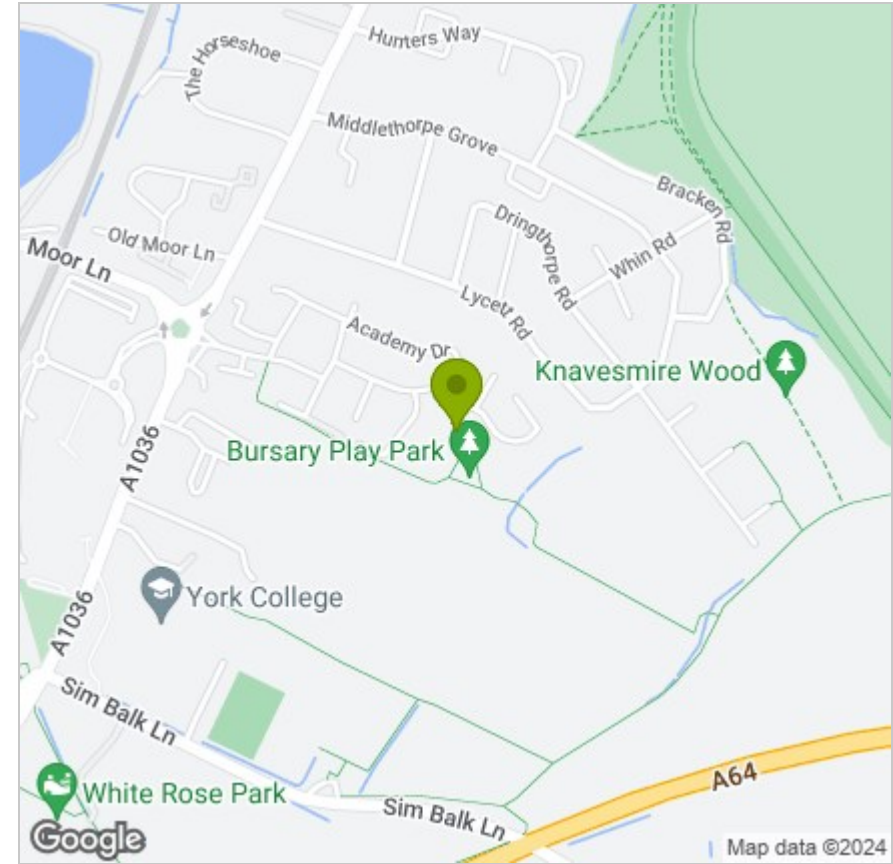 Hunters Way
The Horseshoe
Middlethorpe Grove
Bracken Rd
Dringthorpe Rd
Old Moor Ln
Whin Rd
Moor Ln
Lycett Rd
Academy Dr
Knavesmire Wood
Bursary Play Park
A1036
York College
A1036
Sim Balk Ln
A64
White Rose Park
Sim Balk Ln
Google
Map data ©2024